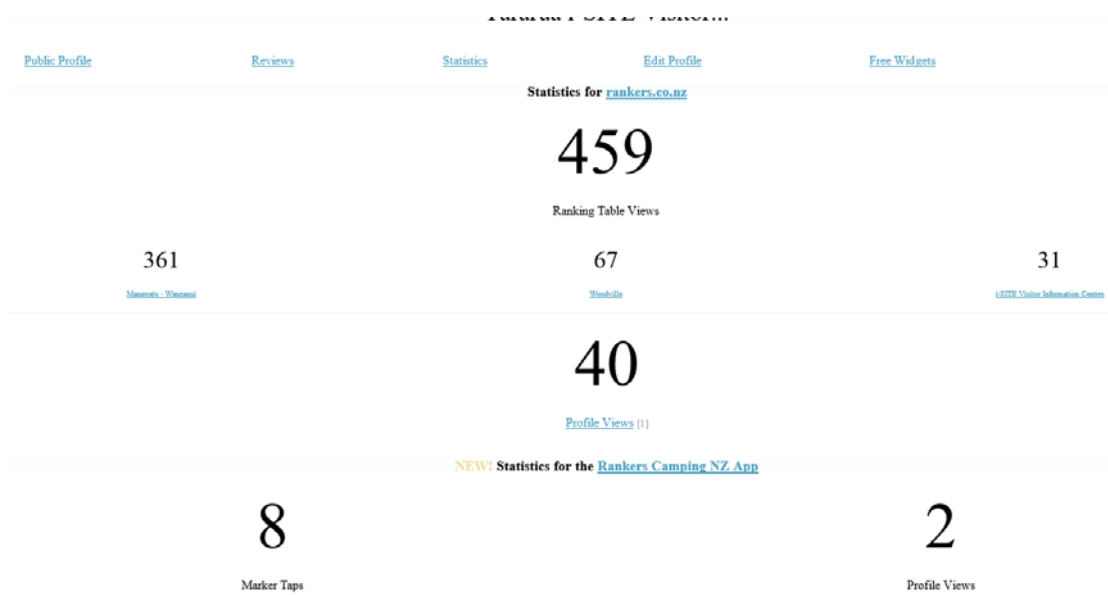 Public Profile Reviews Statistics Edit Profile Free Widgets
Statistics for rankers.co.nz
459
Ranking Table Views
361 67 31
Manawatu - Wanganui Woodville i-SITE Visitor Information Centres
40
Profile Views [1]
NEW! Statistics for the Rankers Camping NZ App
8 2
Marker Taps Profile Views